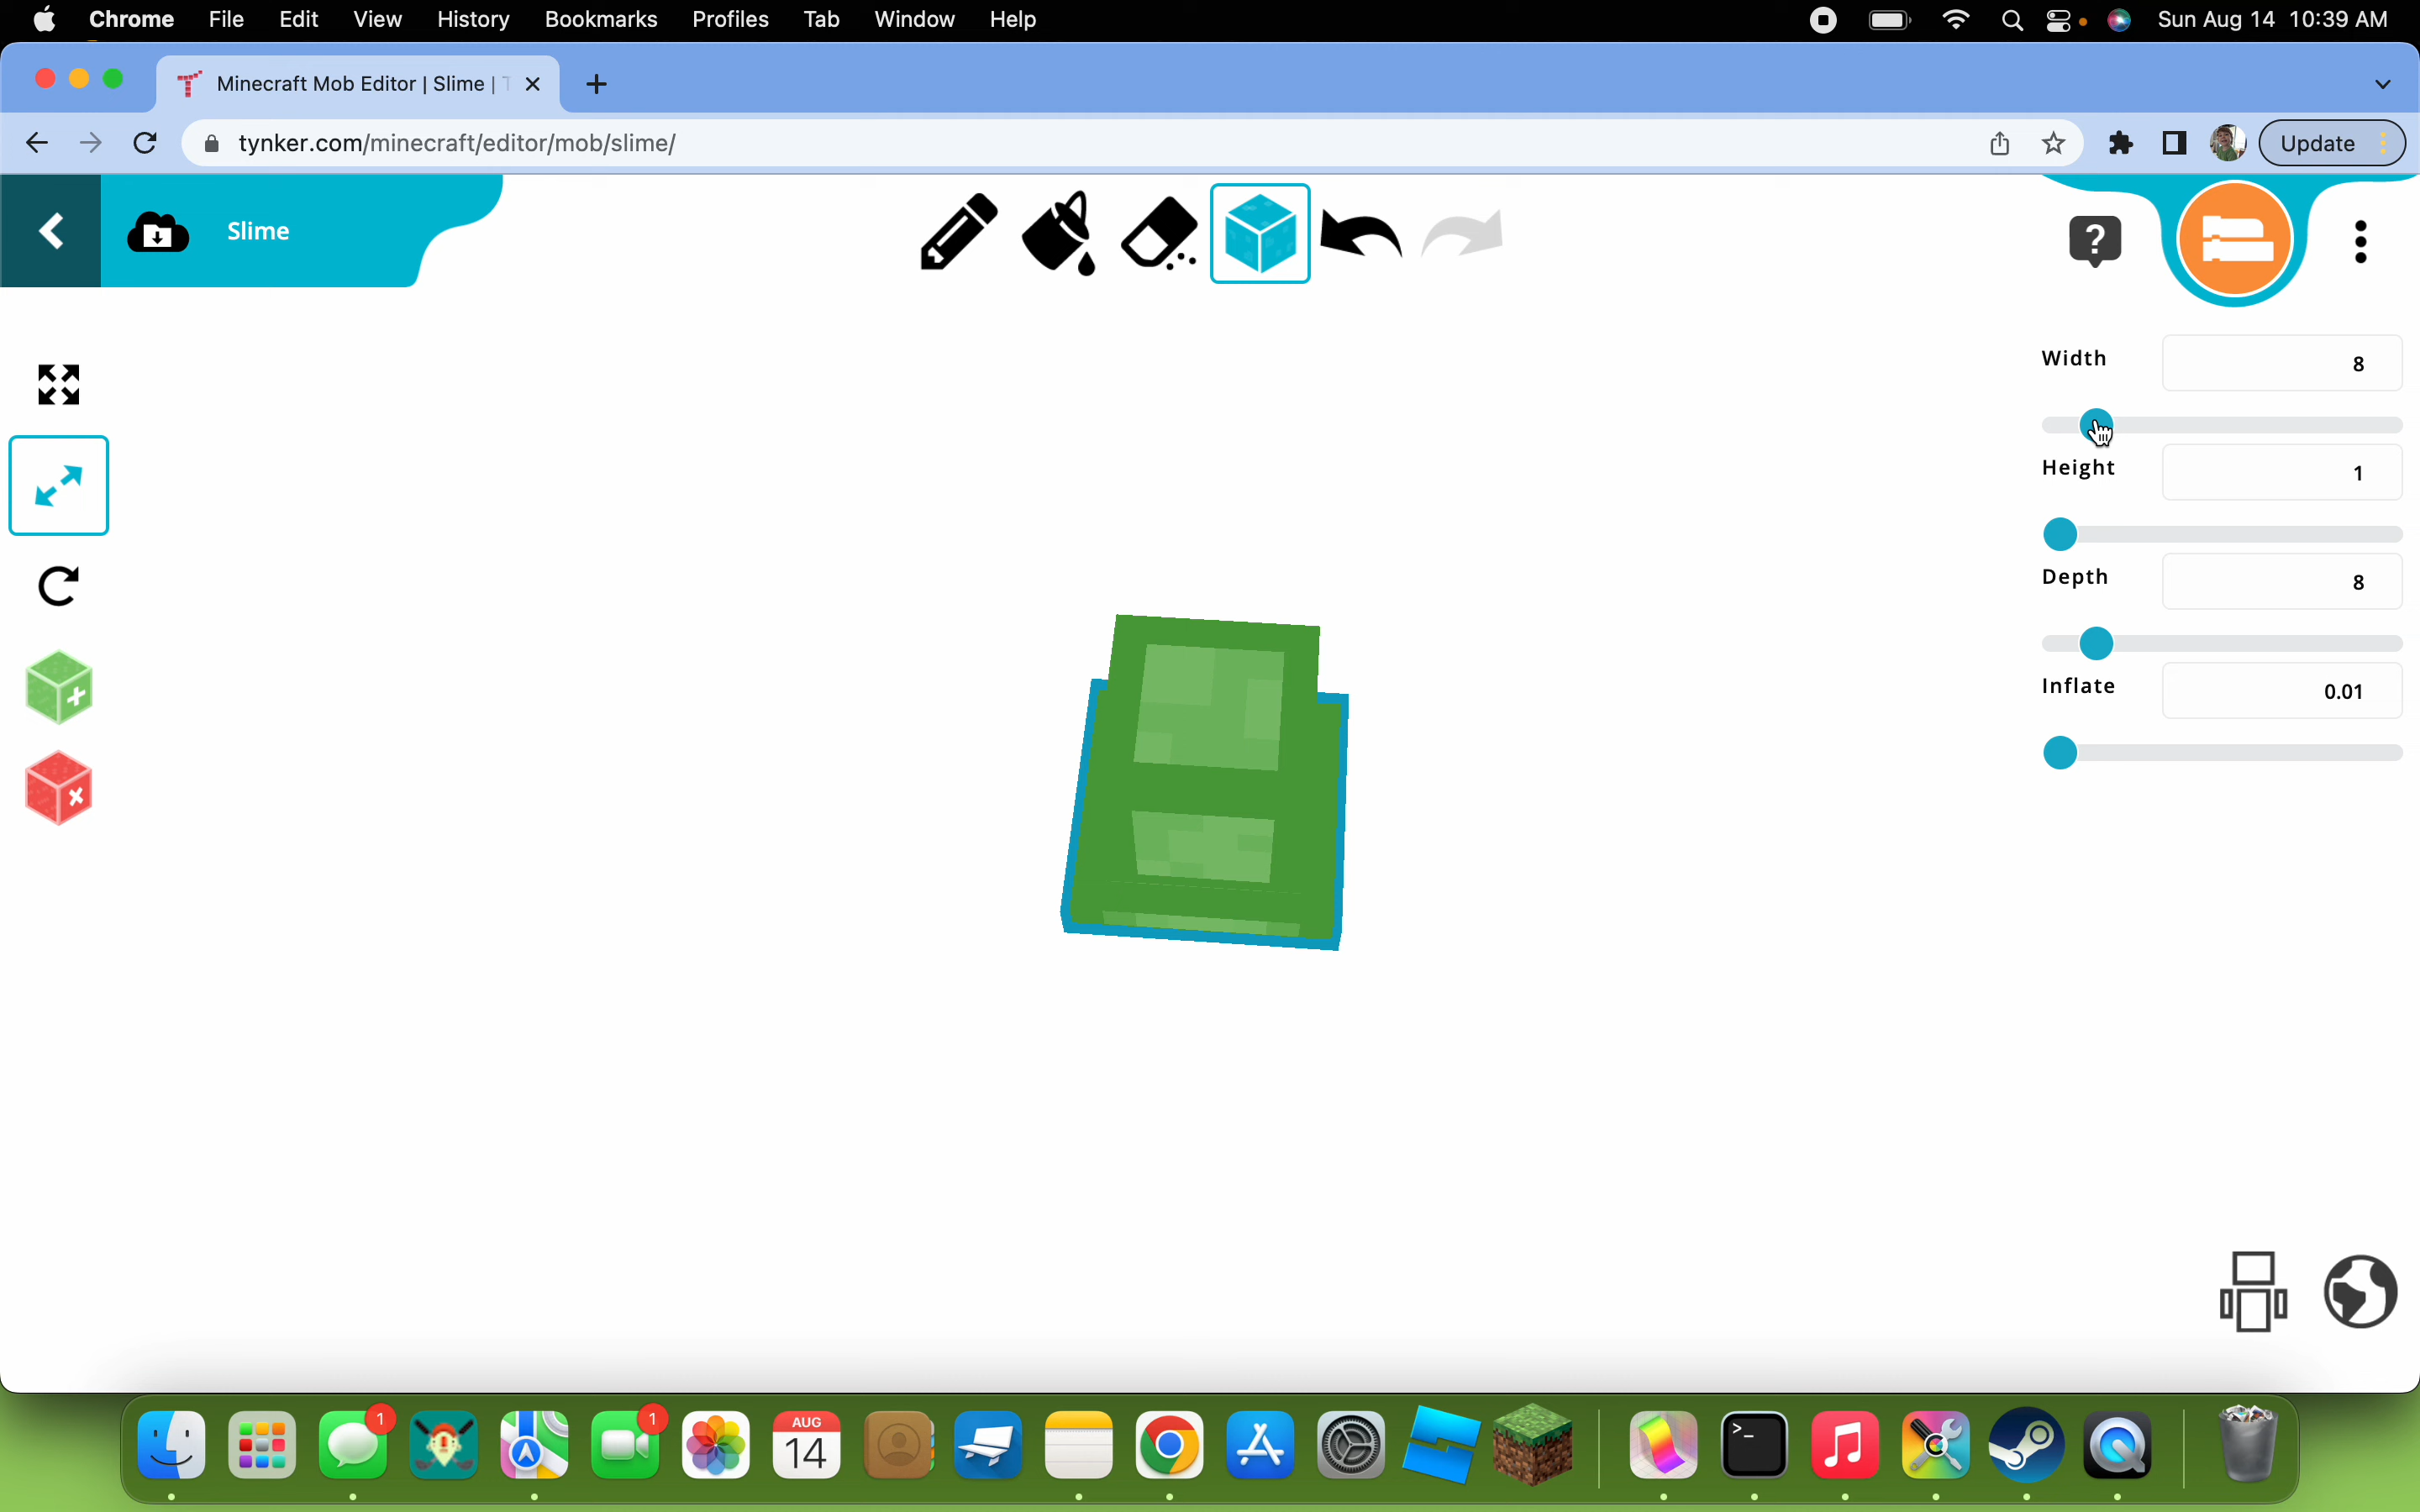 Chrome File Edit View History Bookmarks Profiles Tab Window Help Sun Aug 14 10:39 AM
Minecraft Mob Editor | Slime |
tynker.com/minecraft/editor/mob/slime/ Update
Slime ?
Width 8
Height 1
Depth 8
Inflate 0.01
1 1 AUG
14 >_